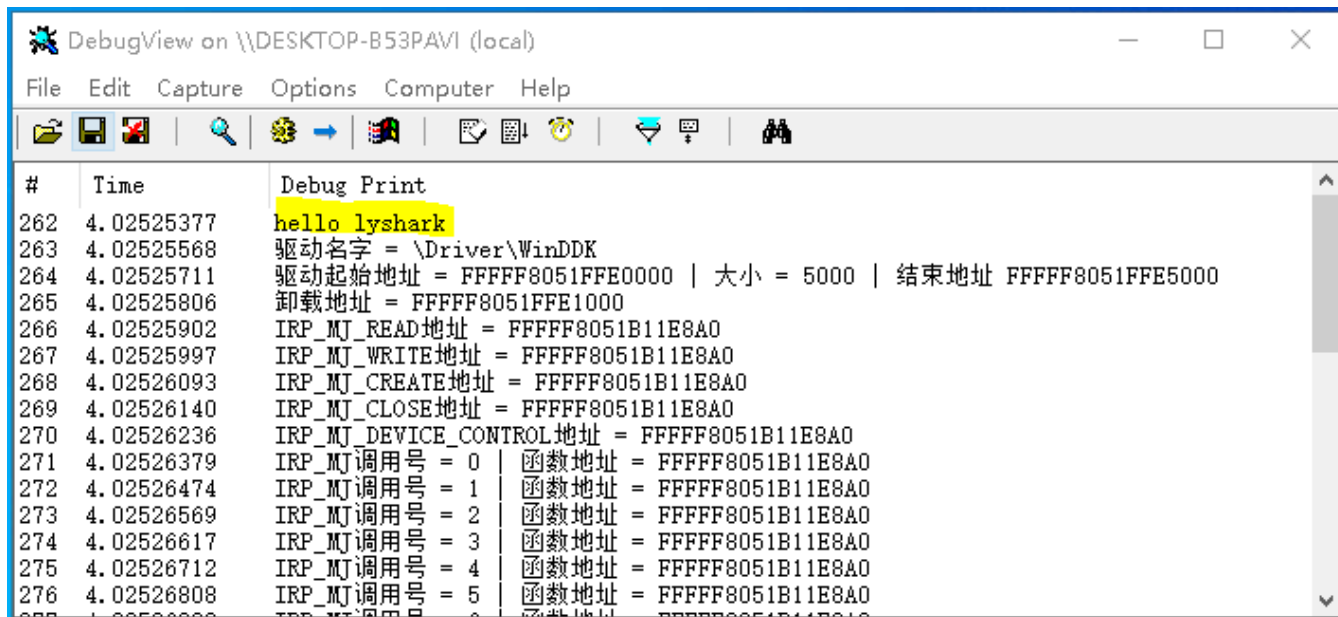 DebugView on \\DESKTOP-B53PAVI (local)
File Edit Capture Options Computer Help
# Time Debug Print
262 4.02525377 hello lyshark
263 4.02525568 驱动名字 = \Driver\WinDDK
264 4.02525711 驱动起始地址 = FFFFF8051FFE0000 | 大小 = 5000 | 结束地址 FFFFF8051FFE5000
265 4.02525806 卸载地址 = FFFFF8051FFE1000
266 4.02525902 IRP_MJ_READ地址 = FFFFF8051B11E8A0
267 4.02525997 IRP_MJ_WRITE地址 = FFFFF8051B11E8A0
268 4.02526093 IRP_MJ_CREATE地址 = FFFFF8051B11E8A0
269 4.02526140 IRP_MJ_CLOSE地址 = FFFFF8051B11E8A0
270 4.02526236 IRP_MJ_DEVICE_CONTROL地址 = FFFFF8051B11E8A0
271 4.02526379 IRP_MJ调用号 = 0 | 函数地址 = FFFFF8051B11E8A0
272 4.02526474 IRP_MJ调用号 = 1 | 函数地址 = FFFFF8051B11E8A0
273 4.02526569 IRP_MJ调用号 = 2 | 函数地址 = FFFFF8051B11E8A0
274 4.02526617 IRP_MJ调用号 = 3 | 函数地址 = FFFFF8051B11E8A0
275 4.02526712 IRP_MJ调用号 = 4 | 函数地址 = FFFFF8051B11E8A0
276 4.02526808 IRP_MJ调用号 = 5 | 函数地址 = FFFFF8051B11E8A0